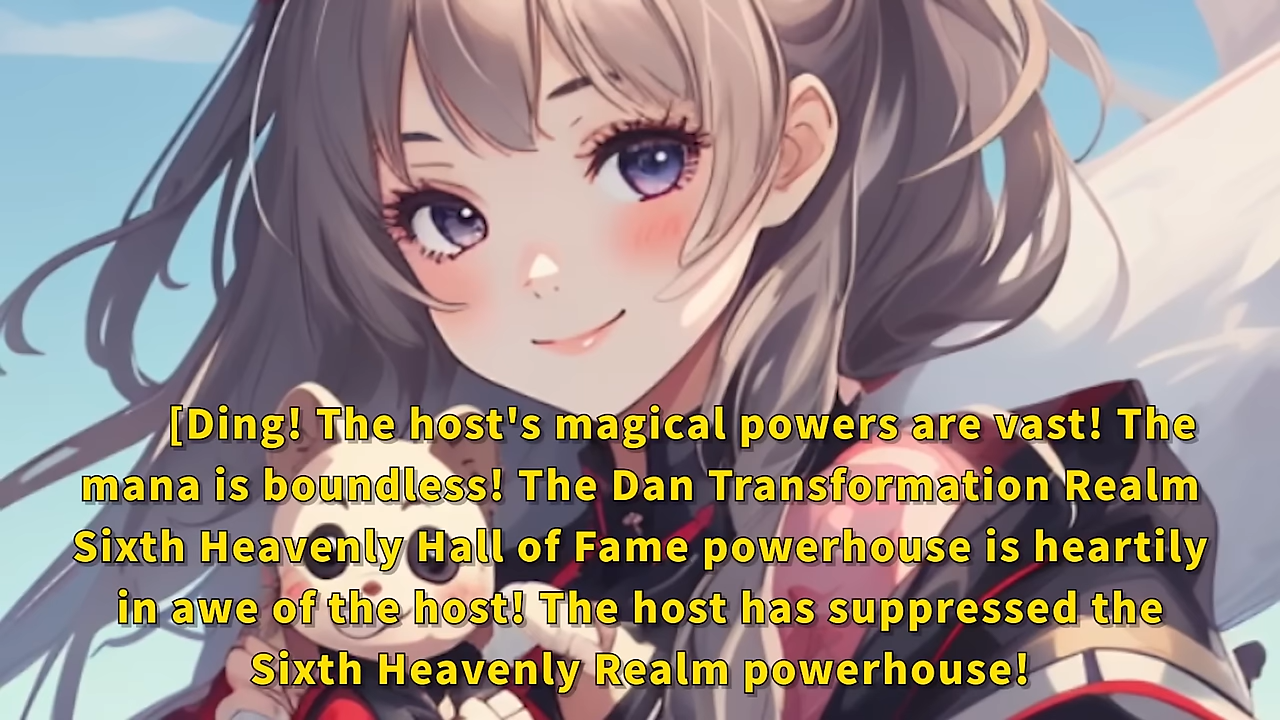 [Ding! The host's magical powers are vast! The
mana is boundless! The Dan Transformation Realm
Sixth Heavenly Hall of Fame powerhouse is heartily
in awe of the host! The host has suppressed the
Sixth Heavenly Realm powerhouse!